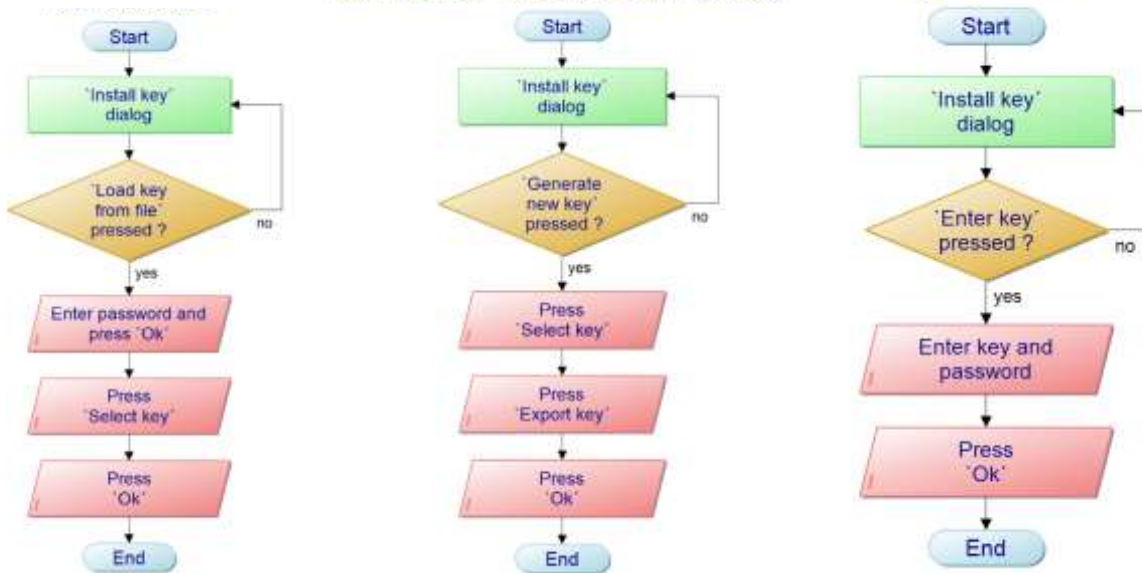 Start
`Install key´
dialog
`Load key
from file´
pressed ?
no
yes
Enter password and
press `Ok´
Press
`Select key´
Press
`Ok´
End
Start
`Install key´
dialog
`Generate
new key´
pressed ?
no
yes
Press
`Select key´
Press
`Export key´
Press
`Ok´
End
Start
`Install key´
dialog
`Enter key´
pressed ?
no
yes
Enter key and
password
Press
`Ok´
End